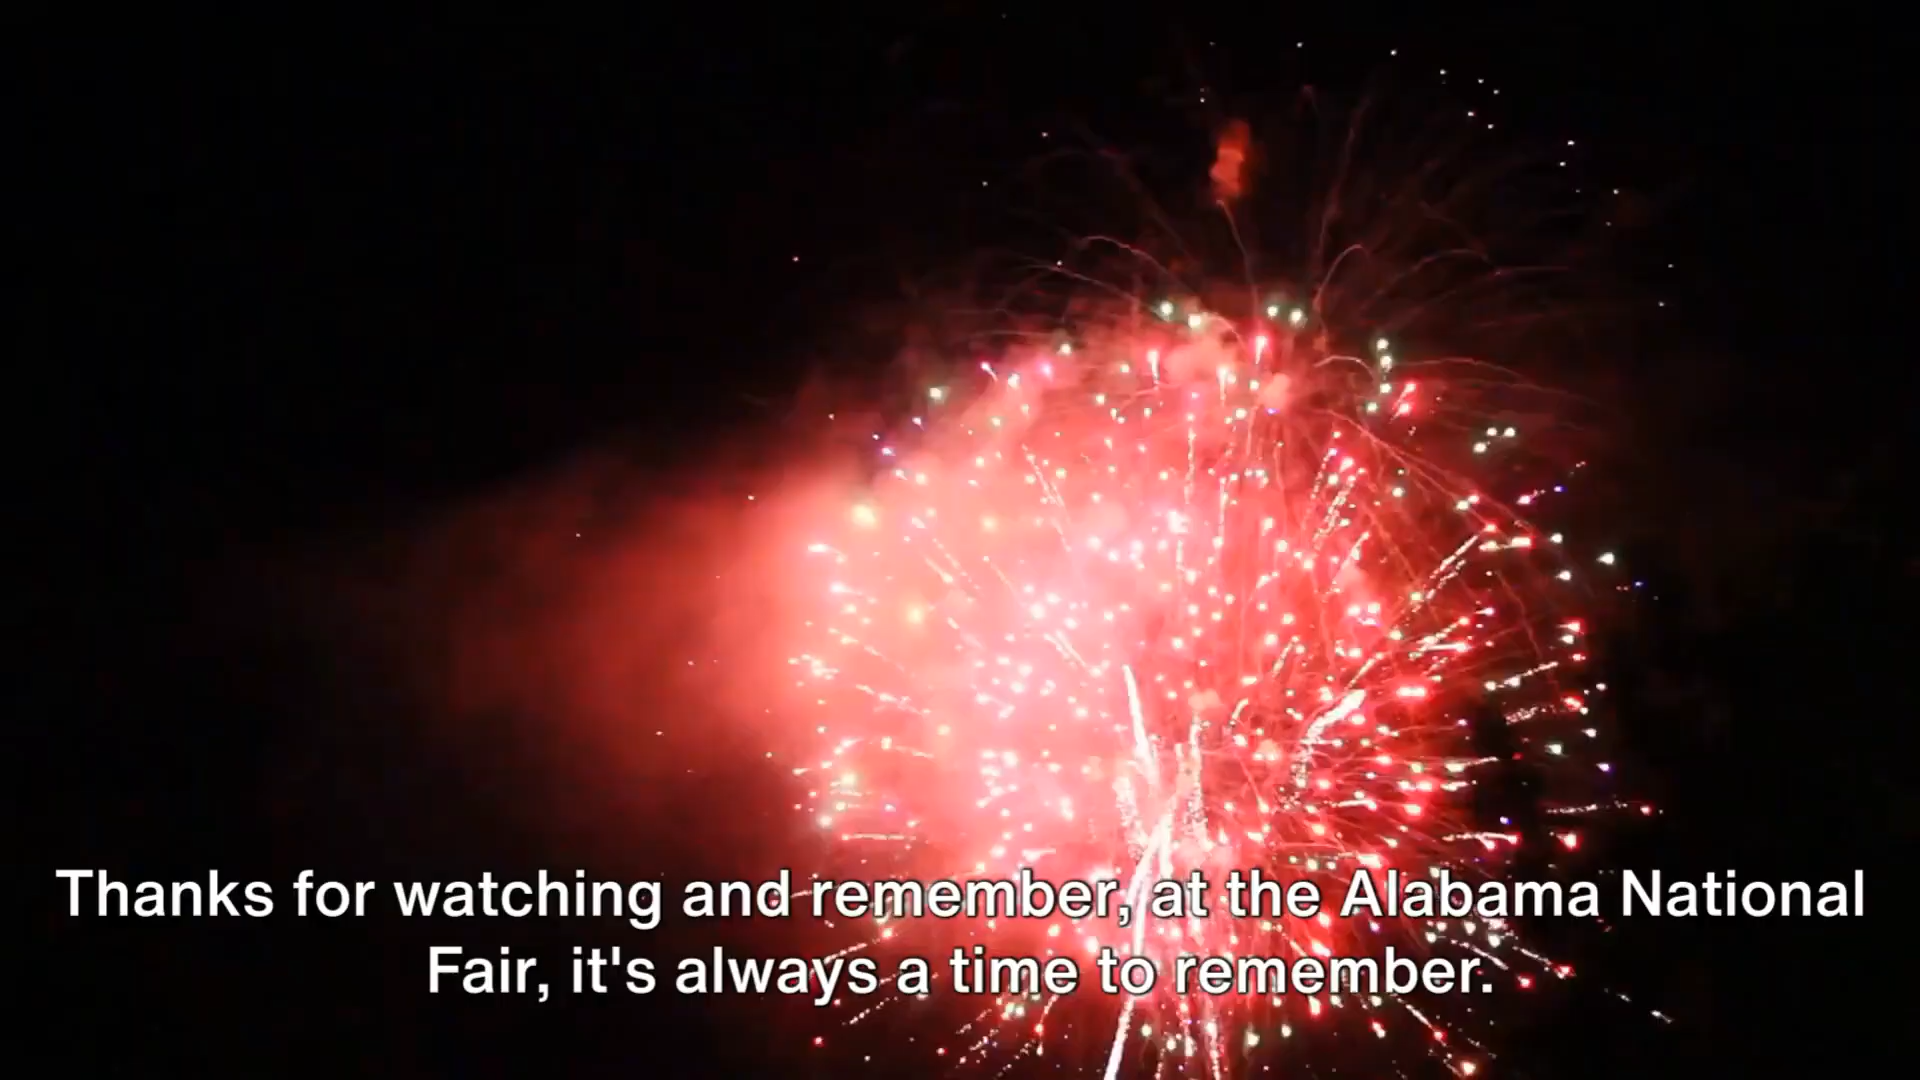 Thanks for watching and remember, at the Alabama National
Fair, it's always a time to remember.